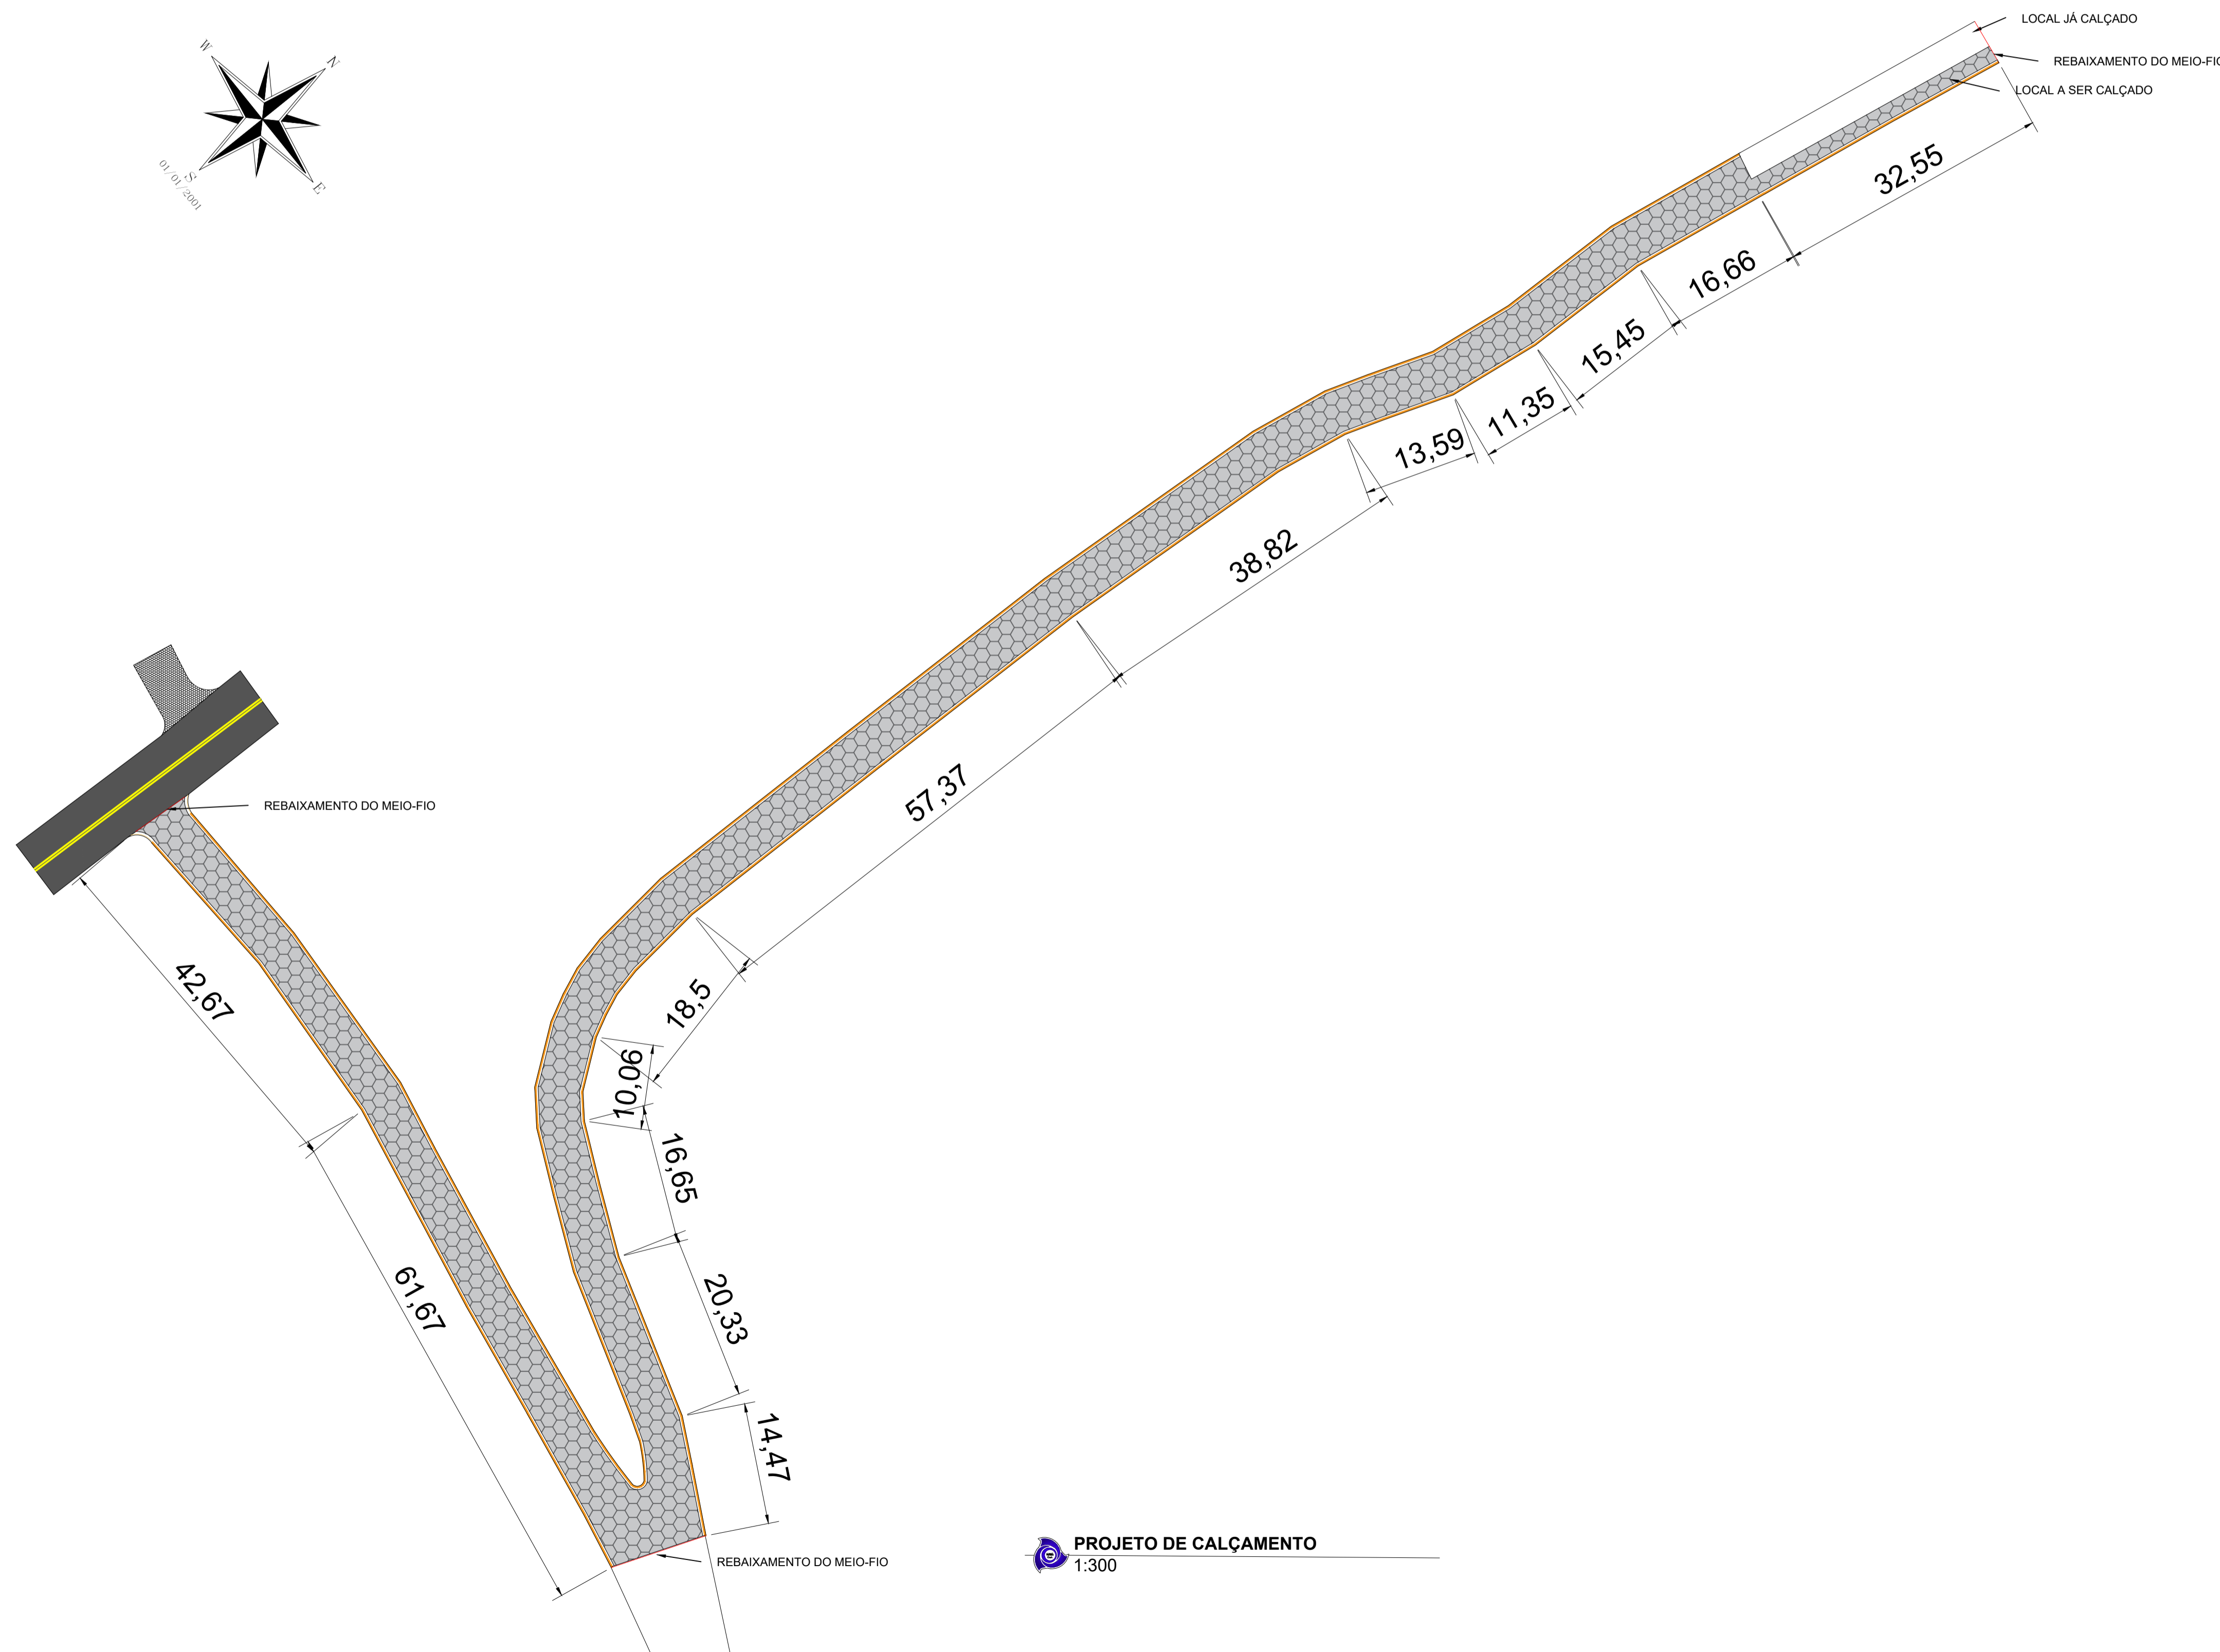 LOCAL JÁ CALÇADO
REBAIXAMENTO DO MEIO-FIO
LOCAL A SER CALÇADO
W
N
S
E
01/01/2001
32,55
16,66
15,45
11,35
13,59
38,82
57,37
18,5
10,06
16,65
20,33
14,47
REBAIXAMENTO DO MEIO-FIO
42,67
61,67
REBAIXAMENTO DO MEIO-FIO
PROJETO DE CALÇAMENTO
1:300